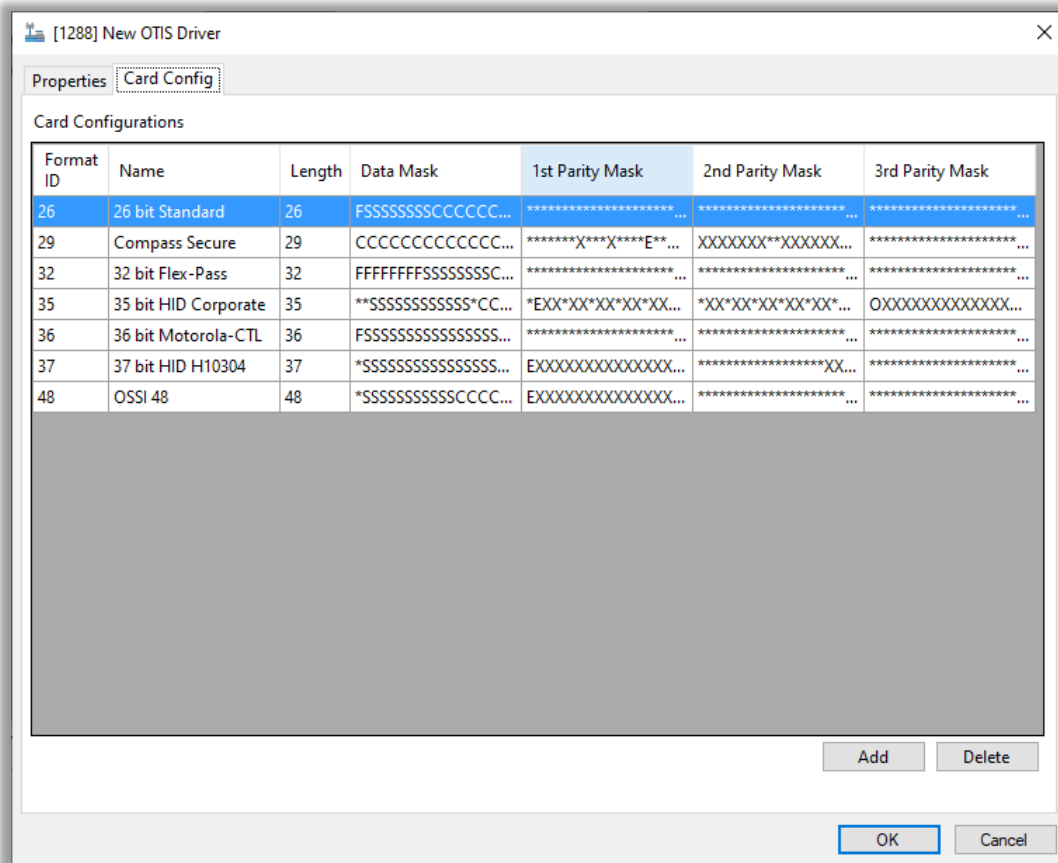 [1288] New OTIS Driver
Properties Card Config
Card Configurations
Format ID Name Length Data Mask 1st Parity Mask 2nd Parity Mask 3rd Parity Mask
26 26 bit Standard 26 FSSSSSSSSCCCCCC... *********************... *********************... *********************...
29 Compass Secure 29 CCCCCCCCCCCCC... *******X***X****E**... XXXXXXX**XXXXXX... *********************...
32 32 bit Flex-Pass 32 FFFFFFFFSSSSSSSSC... *********************... *********************... *********************...
35 35 bit HID Corporate 35 **SSSSSSSSSSSS*CC... *EXX*XX*XX*XX*XX... *XX*XX*XX*XX*XX*... OXXXXXXXXXXXXX...
36 36 bit Motorola-CTL 36 FSSSSSSSSSSSSSSSS... *********************... *********************... *********************...
37 37 bit HID H10304 37 *SSSSSSSSSSSSSSSS... EXXXXXXXXXXXXXX... ******************XX... *********************...
48 OSSI 48 48 *SSSSSSSSSSSCCCC... EXXXXXXXXXXXXXX... *********************... *********************...
Add Delete
OK Cancel